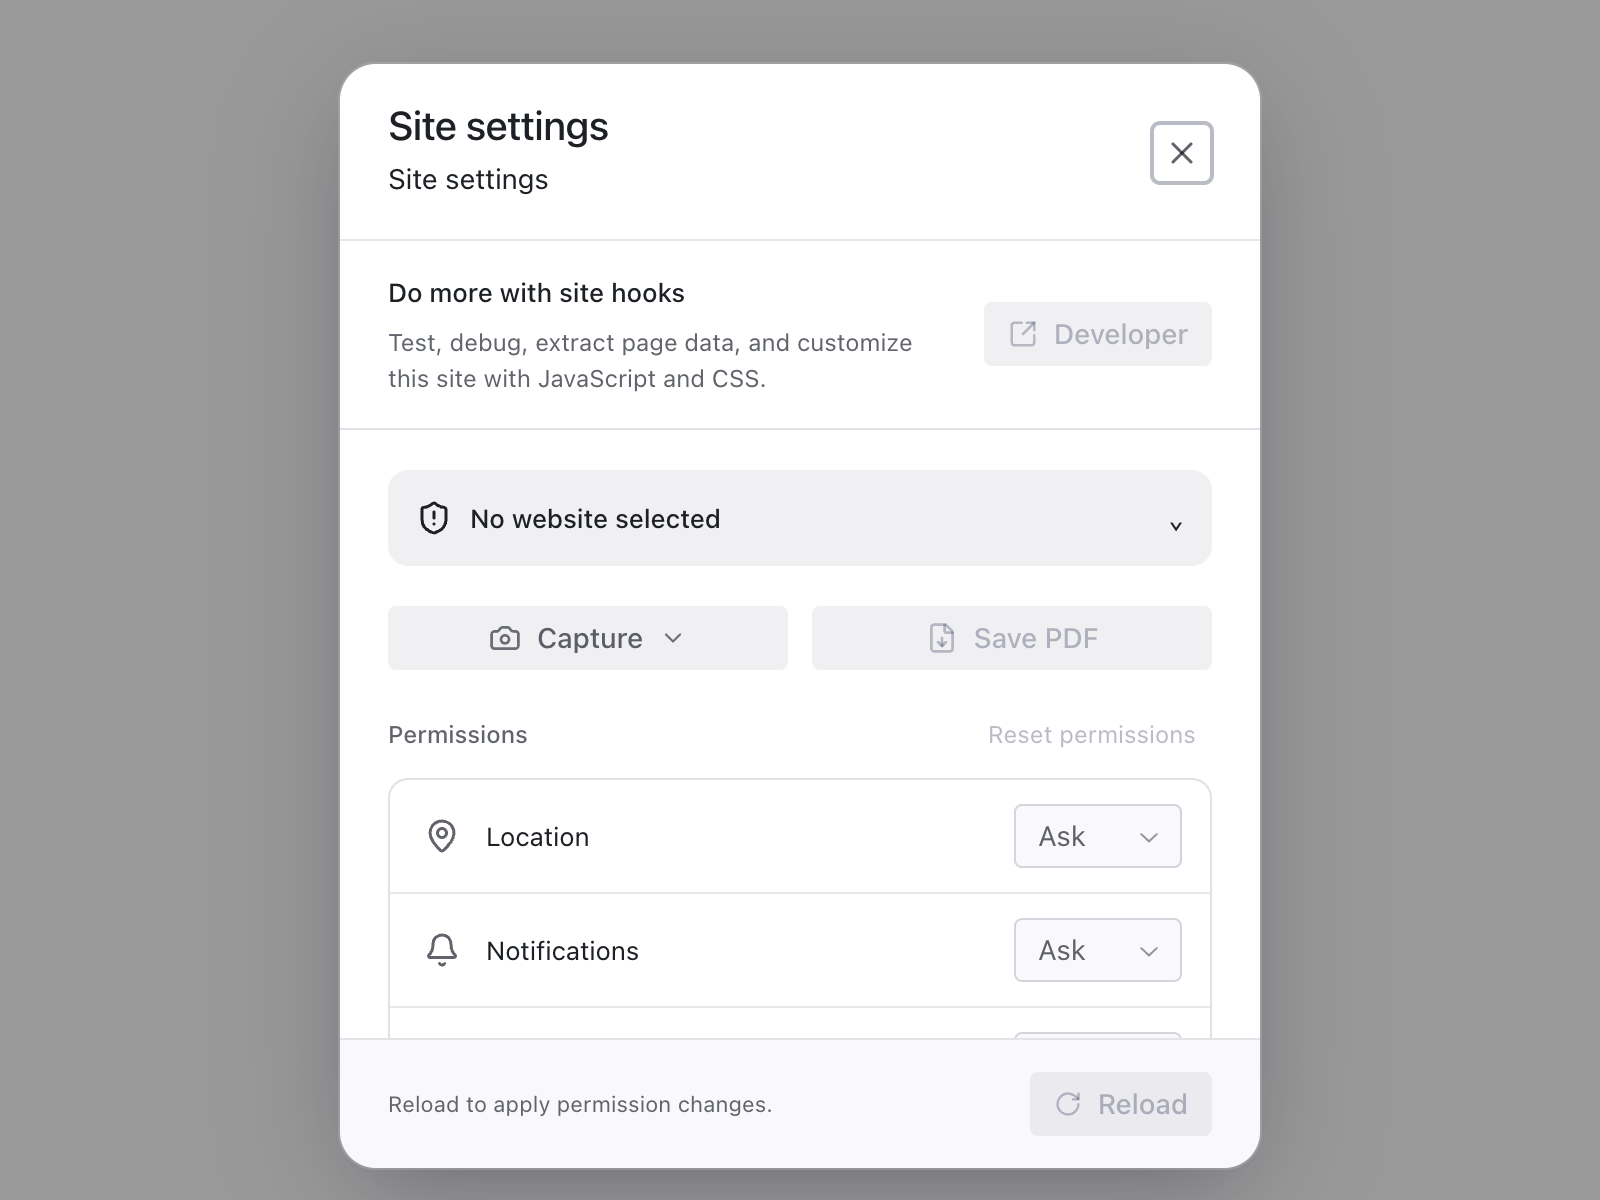 Site settings
Site settings
Do more with site hooks
Test, debug, extract page data, and customize
this site with JavaScript and CSS.
Developer
No website selected
Capture
Save PDF
Permissions
Reset permissions
Location
Ask
Notifications
Ask
Reload to apply permission changes.
Reload